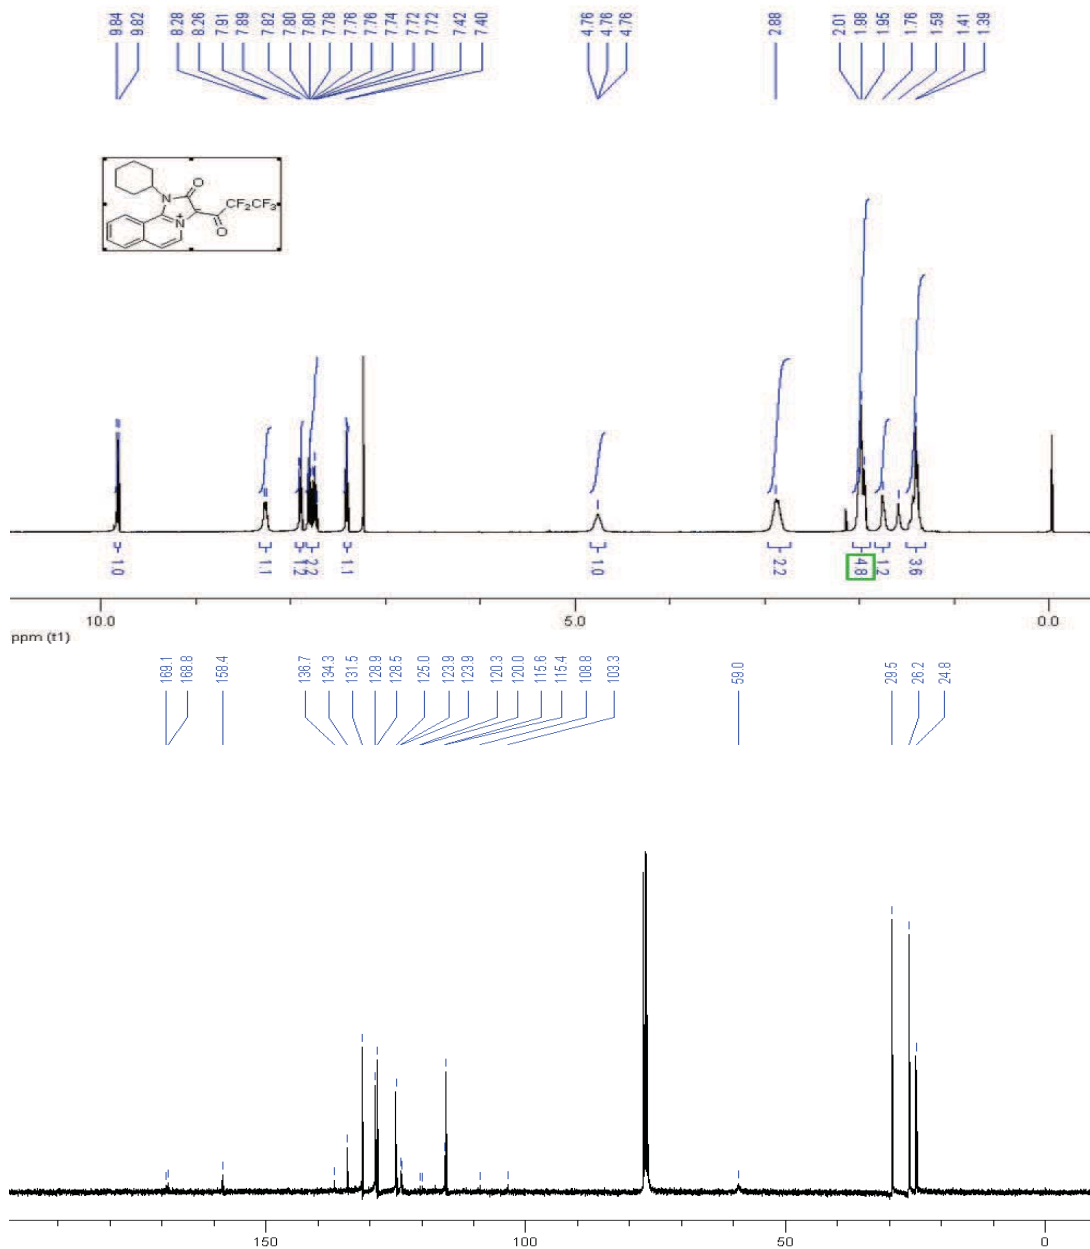 9.84 9.82 8.28 8.26 7.91 7.89 7.82 7.80 7.80 7.78 7.78 7.76 7.74 7.72 7.72 7.42 7.40 4.76 4.76 4.76 2.88 2.01 1.98 1.95 1.76 1.59 1.41 1.39
N
O
CF2CF3
N+
O
1.0 1.1 1.2 2.2 1.1 1.0 2.2 4.8 1.2 3.6
10.0 5.0 0.0
ppm (t1)
169.1 168.8 158.4 136.7 134.3 131.5 128.9 128.5 125.0 123.9 123.9 120.3 120.0 115.6 115.4 108.8 103.3 59.0 29.5 26.2 24.8
150 100 50 0